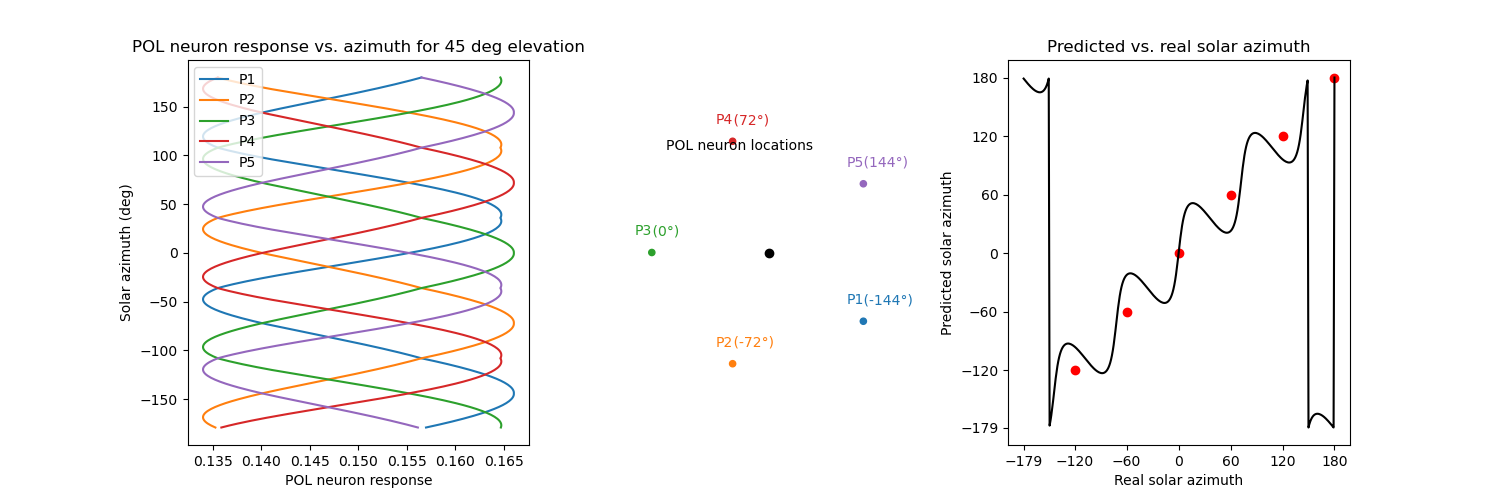 POL neuron response vs. azimuth for 45 deg elevation
P1
P2
P3
P4
P5
150
100
50
0
−50
−100
−150
Solar azimuth (deg)
0.135 0.140 0.145 0.150 0.155 0.160 0.165
POL neuron response
P4(72°)
POL neuron locations
P5(144°)
P3(0°)
P1(-144°)
P2(-72°)
Predicted vs. real solar azimuth
180
120
60
0
−60
−120
−179
Predicted solar azimuth
−179 −120 −60 0 60 120 180
Real solar azimuth